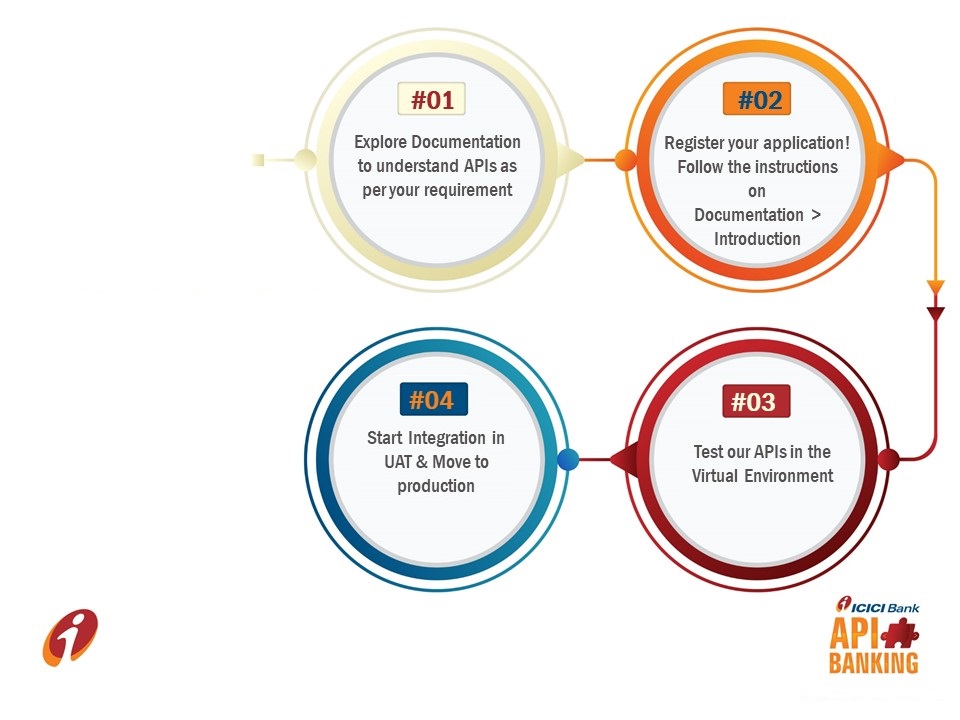 #01
Explore Documentation
to understand APIs as
per your requirement
#02
Register your application!
Follow the instructions
on
Documentation >
Introduction
#03
Test our APIs in the
Virtual Environment
#04
Start Integration in
UAT & Move to
production
i
i ICICI Bank
API
BANKING